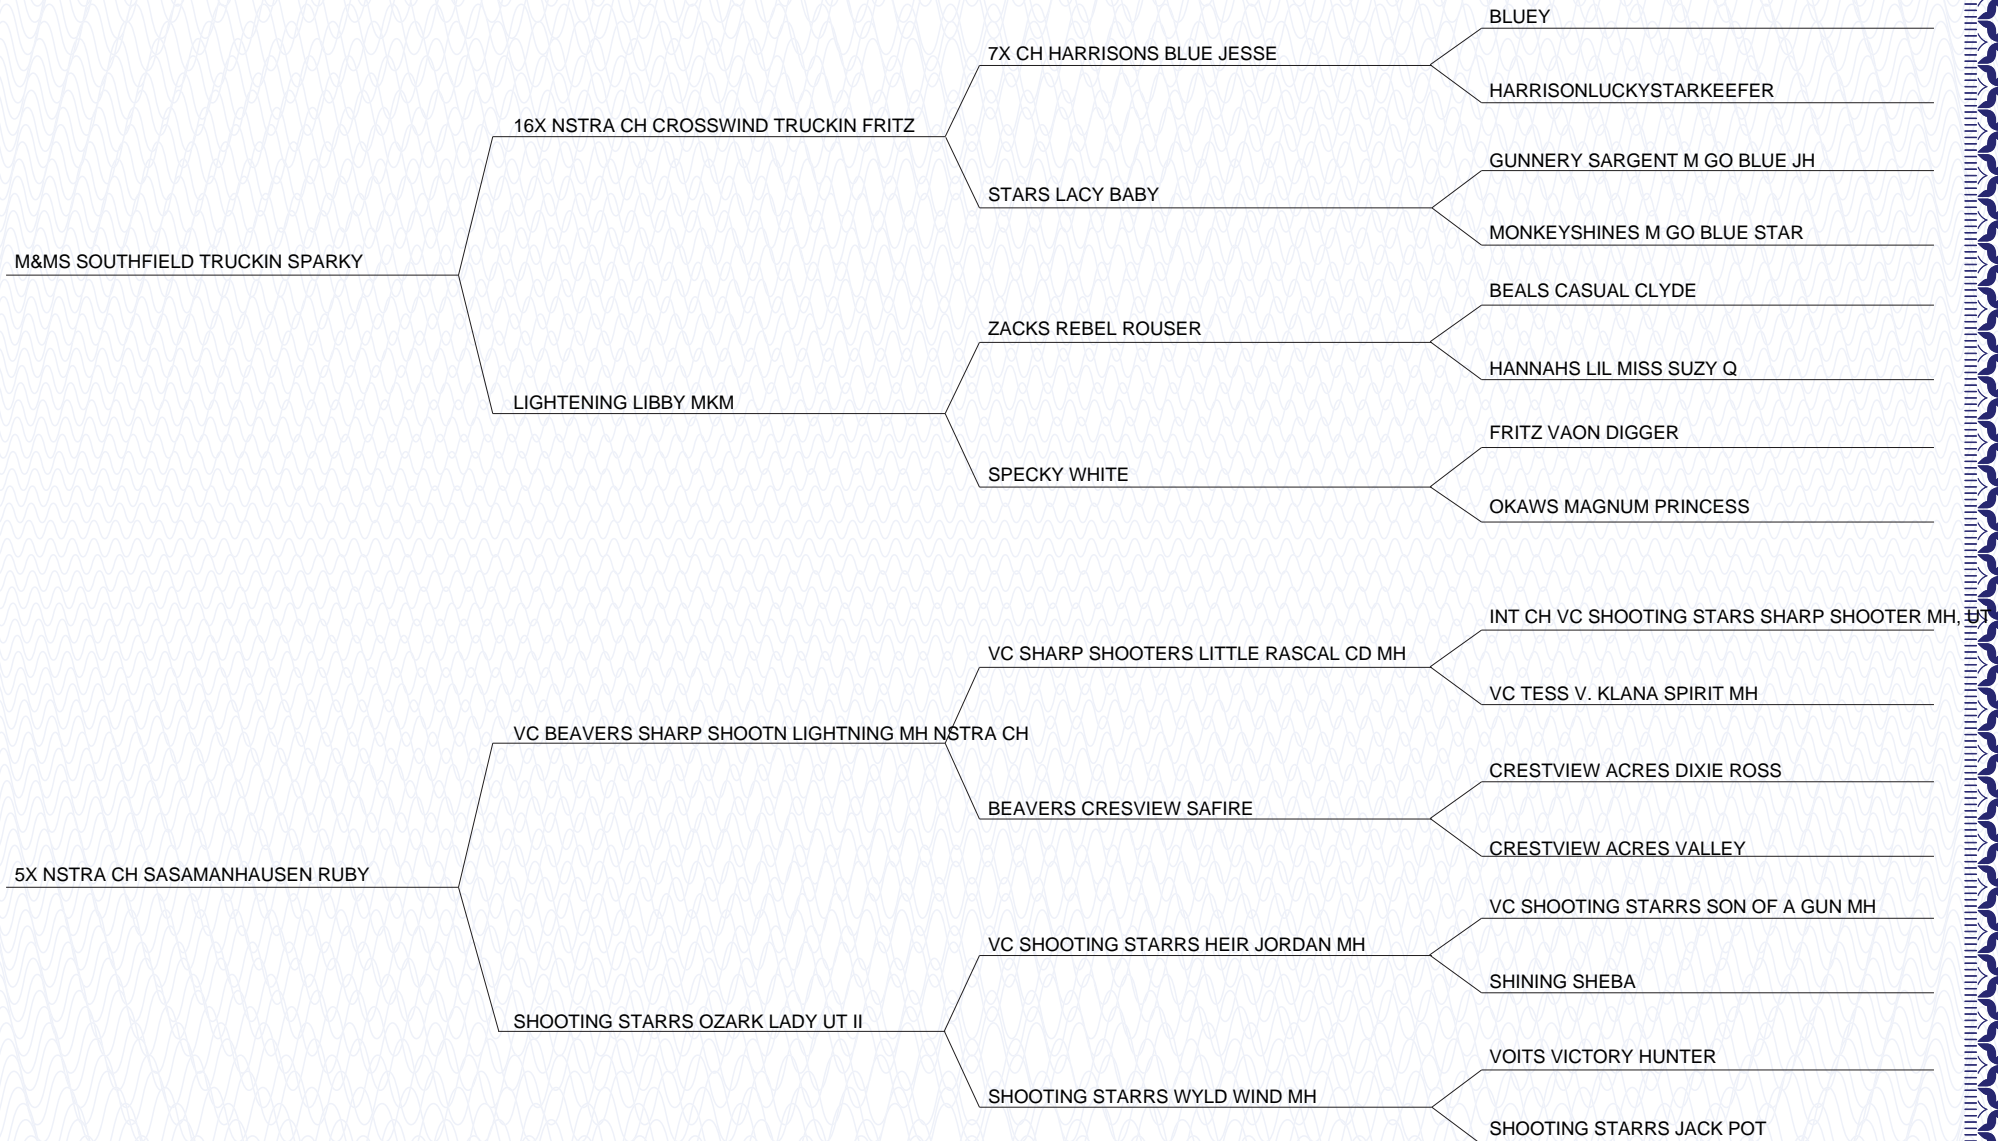 BLUEY
7X CH HARRISONS BLUE JESSE
HARRISONLUCKYSTARKEEFER
16X NSTRA CH CROSSWIND TRUCKIN FRITZ
GUNNERY SARGENT M GO BLUE JH
STARS LACY BABY
MONKEYSHINES M GO BLUE STAR
M&MS SOUTHFIELD TRUCKIN SPARKY
BEALS CASUAL CLYDE
ZACKS REBEL ROUSER
HANNAHS LIL MISS SUZY Q
LIGHTENING LIBBY MKM
FRITZ VAON DIGGER
SPECKY WHITE
OKAWS MAGNUM PRINCESS
INT CH VC SHOOTING STARS SHARP SHOOTER MH, UT
VC SHARP SHOOTERS LITTLE RASCAL CD MH
VC TESS V. KLANA SPIRIT MH
VC BEAVERS SHARP SHOOTN LIGHTNING MH NSTRA CH
CRESTVIEW ACRES DIXIE ROSS
BEAVERS CRESVIEW SAFIRE
CRESTVIEW ACRES VALLEY
5X NSTRA CH SASAMANHAUSEN RUBY
VC SHOOTING STARRS SON OF A GUN MH
VC SHOOTING STARRS HEIR JORDAN MH
SHINING SHEBA
SHOOTING STARRS OZARK LADY UT II
VOITS VICTORY HUNTER
SHOOTING STARRS WYLD WIND MH
SHOOTING STARRS JACK POT